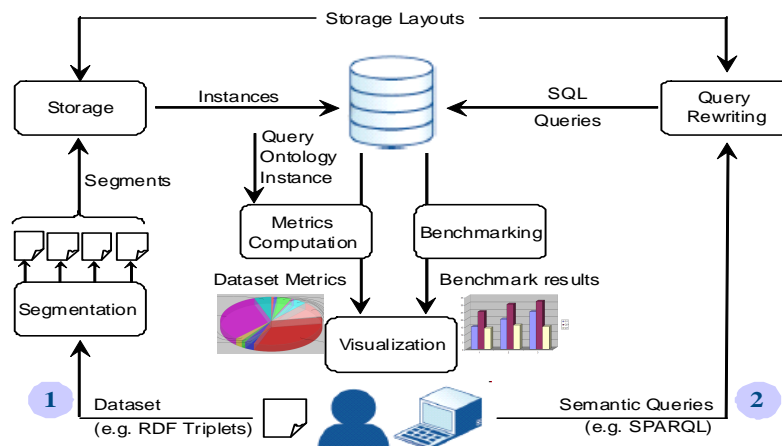 Storage Layouts
Storage
Instances
SQL
Queries
Query
Rewriting
Query
Ontology
Instance
Segments
Metrics
Computation
Benchmarking
Dataset Metrics
Benchmark results
Segmentation
Visualization
1
Dataset
(e.g. RDF Triplets)
Semantic Queries
(e.g. SPARQL)
2